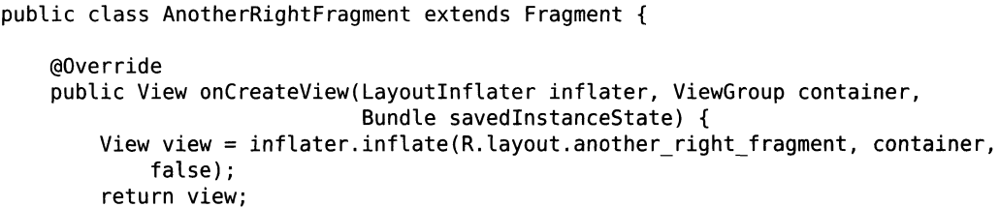 public class AnotherRightFragment extends Fragment {
@Override
public View onCreateView(LayoutInflater inflater, ViewGroup container,
Bundle savedInstanceState) {
View view = inflater.inflate(R.layout.another_right_fragment, container,
false);
return view;